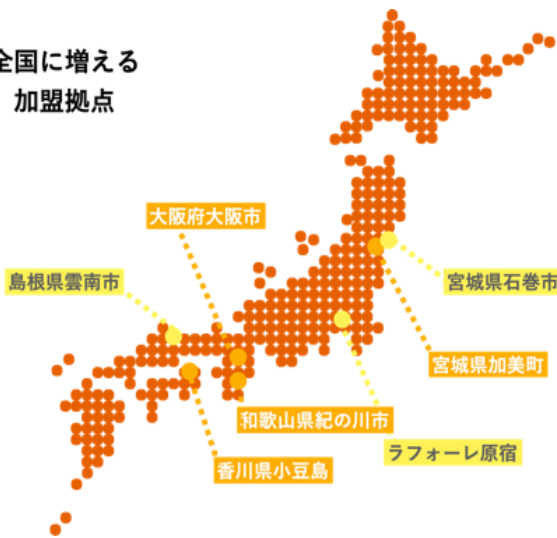 全国に増える
加盟拠点
大阪府大阪市
島根県雲南市
宮城県石巻市
宮城県加美町
和歌山県紀の川市
ラフォーレ原宿
香川県小豆島